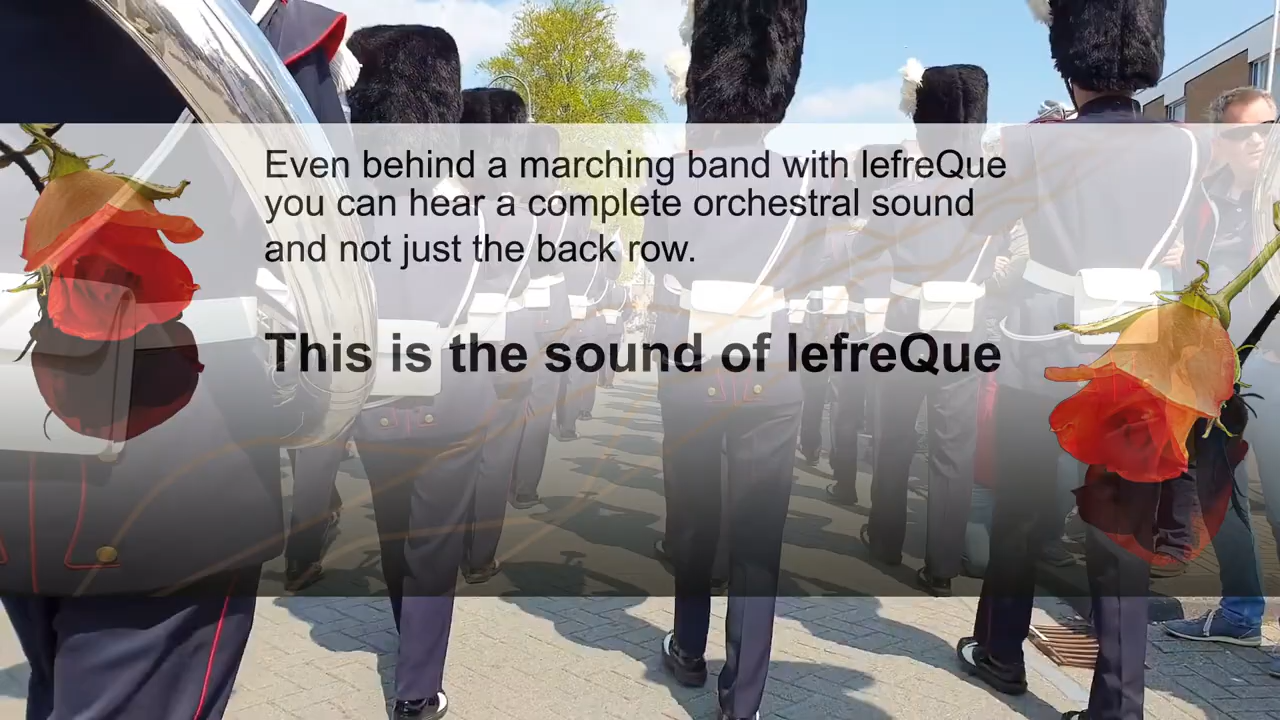 Even behind a marching band with lefreQue
you can hear a complete orchestral sound
and not just the back row.
This is the sound of lefreQue